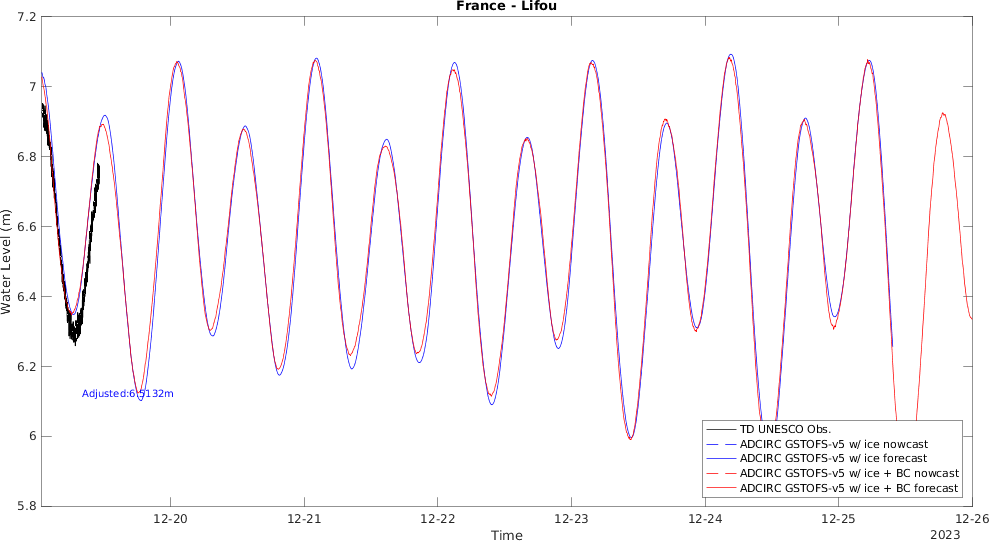 France - Lifou
7.2
7
6.8
6.6
6.4
6.2
6
5.8
Water Level (m)
Adjusted:6.5132m
TD UNESCO Obs.
ADCIRC GSTOFS-v5 w/ ice nowcast
ADCIRC GSTOFS-v5 w/ ice forecast
ADCIRC GSTOFS-v5 w/ ice + BC nowcast
ADCIRC GSTOFS-v5 w/ ice + BC forecast
12-20 12-21 12-22 12-23 12-24 12-25 12-26
Time
2023